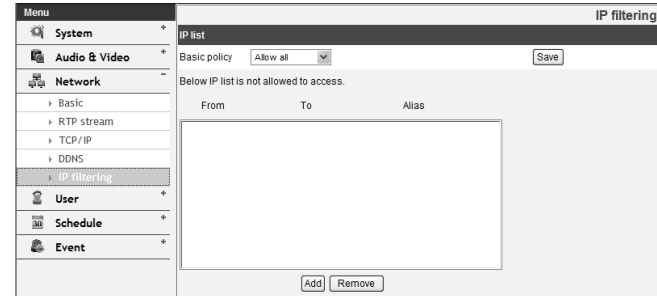 Menu
IP filtering
System +
Audio & Video +
Network -
Basic
RTP stream
TCP/IP
DDNS
IP filtering
User +
30 Schedule +
Event +
IP list
Basic policy Allow all Save
Below IP list is not allowed to access.
From To Alias
Add Remove